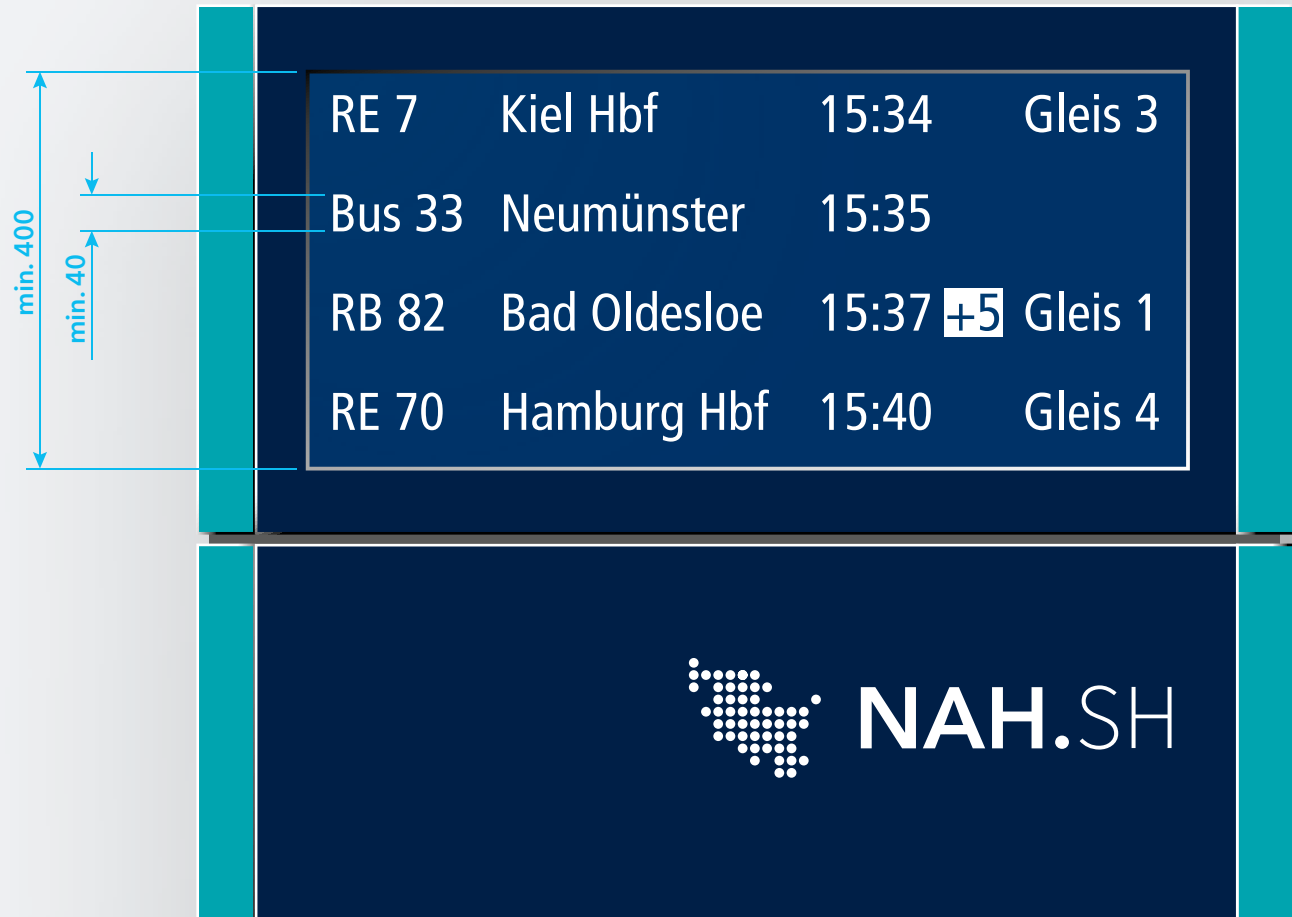 RE 7 Kiel Hbf 15:34 Gleis 3
Bus 33 Neumünster 15:35
RB 82 Bad Oldesloe 15:37 +5 Gleis 1
RE 70 Hamburg Hbf 15:40 Gleis 4
min. 400
min. 40
NAH.SH